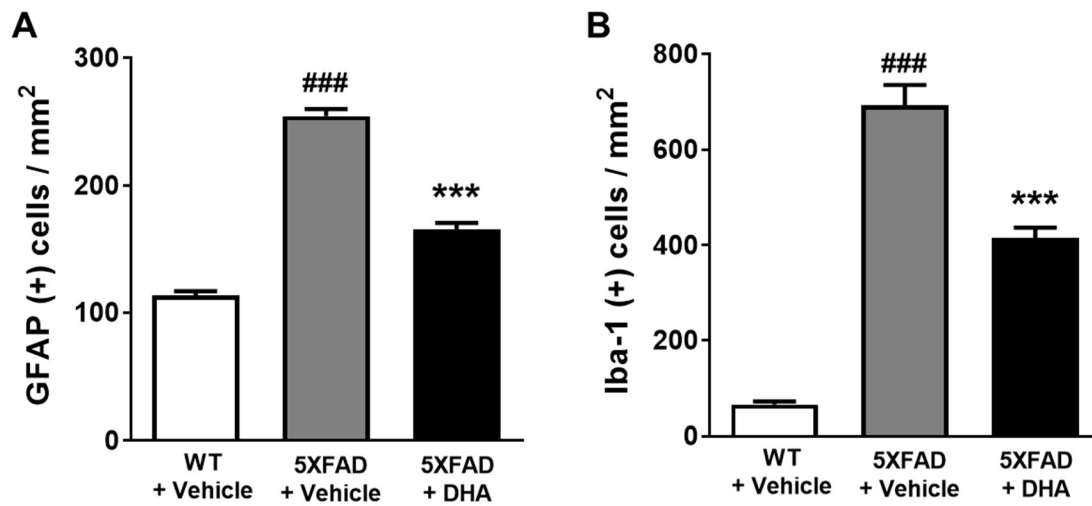 A
GFAP (+) cells / mm²
300
200
100
0
###
***
WT
+ Vehicle
5XFAD
+ Vehicle
5XFAD
+ DHA
B
Iba-1 (+) cells / mm²
800
600
400
200
0
###
***
WT
+ Vehicle
5XFAD
+ Vehicle
5XFAD
+ DHA